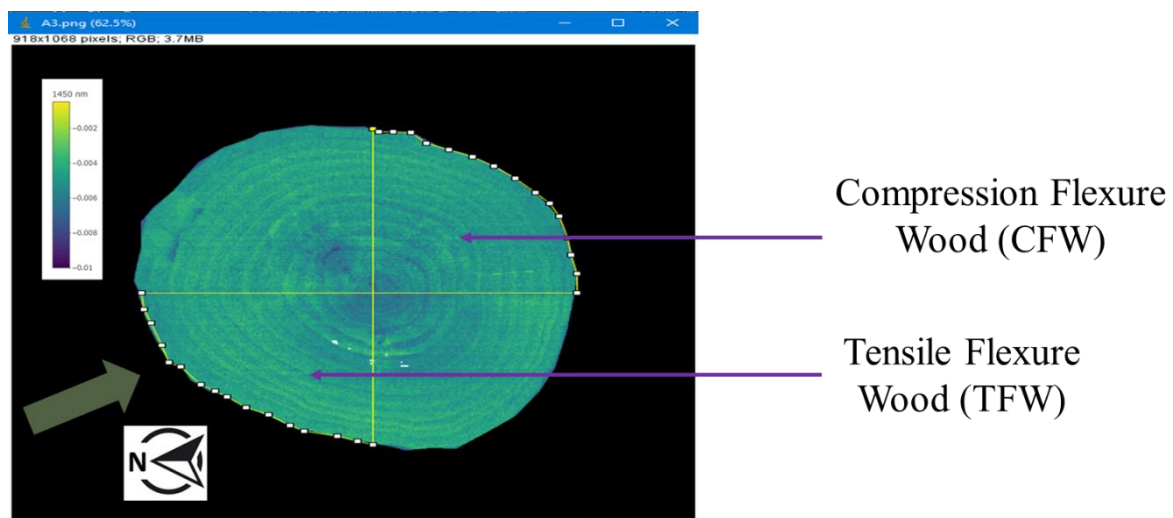 A3.png (62.5%)
918x1068 pixels; RGB; 3.7MB
1450 nm
-0.002
-0.004
-0.006
-0.008
-0.01
N
Compression Flexure
Wood (CFW)
Tensile Flexure
Wood (TFW)